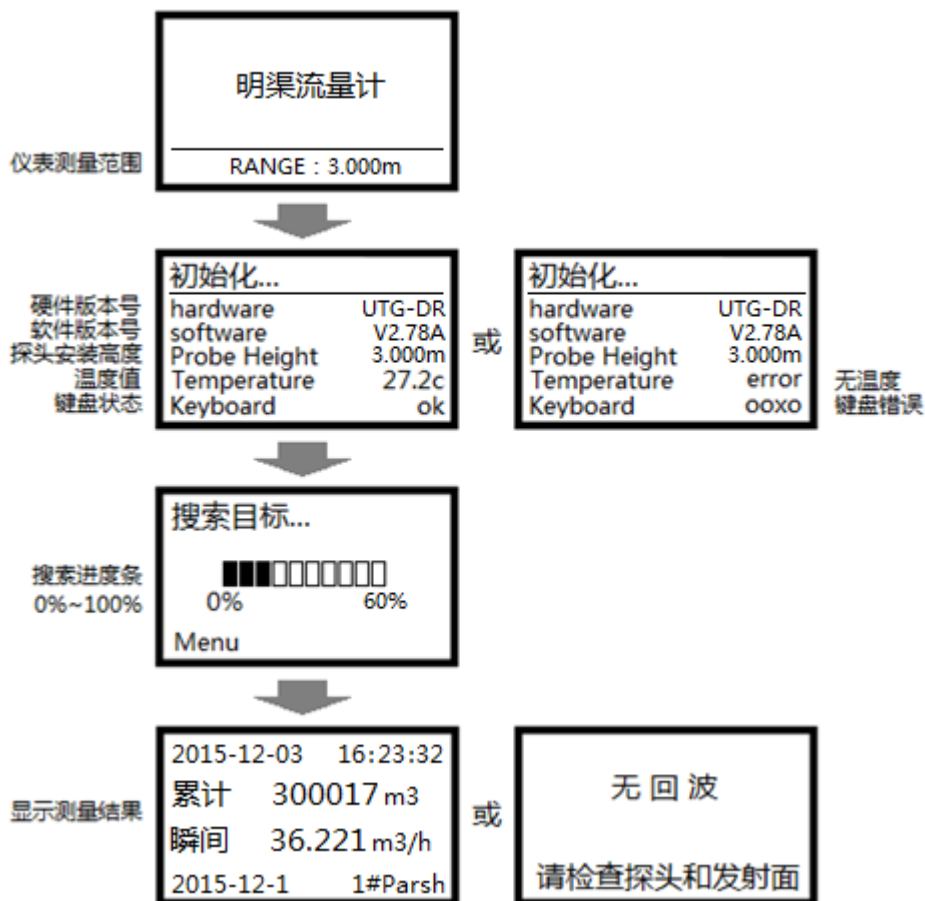 明渠流量计
仪表测量范围
RANGE：3.000m
初始化...
硬件版本号 hardware UTG-DR
软件版本号 software V2.78A
探头安装高度 Probe Height 3.000m
温度值 Temperature 27.2c
键盘状态 Keyboard ok
或
初始化...
hardware UTG-DR
software V2.78A
Probe Height 3.000m
Temperature error 无温度
Keyboard ooxo 键盘错误
搜索目标...
搜索进度条
0%~100%
0% 60%
Menu
显示测量结果
2015-12-03 16:23:32
累计 300017 m3
瞬间 36.221 m3/h
2015-12-1 1#Parsh
或
无 回 波
请检查探头和发射面